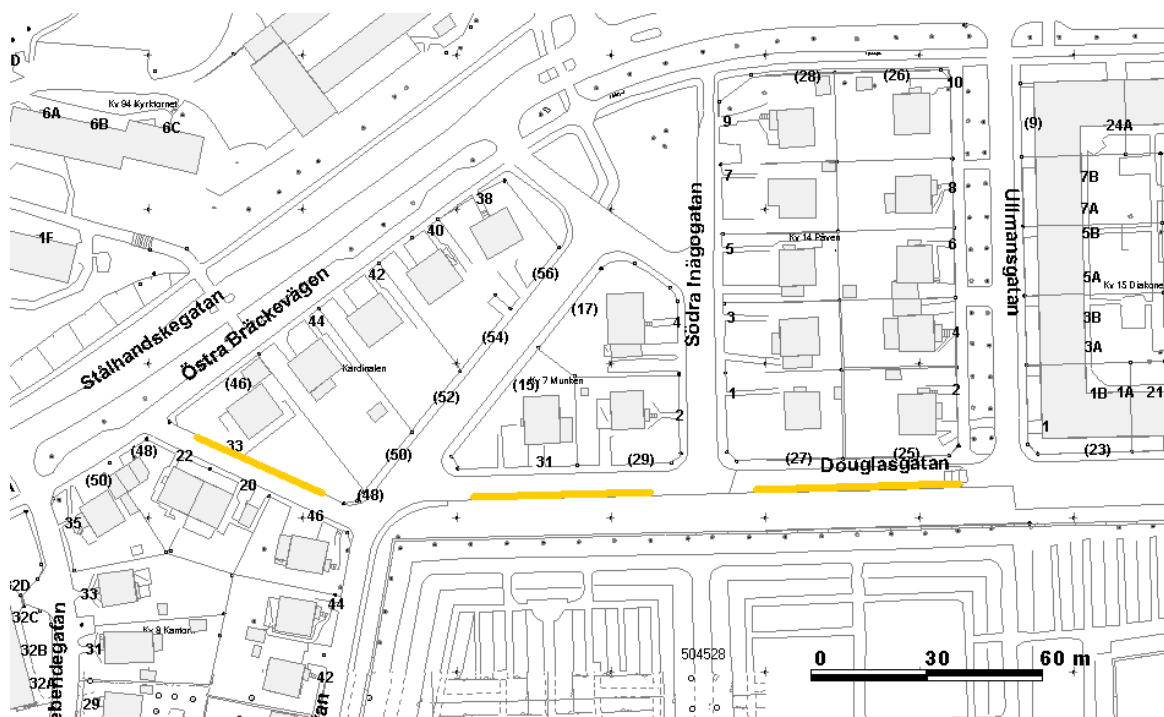 D
Kv 94 Kyrktornet
6A
6B
6C
1F
Stålhandskegatan
Östra Bräckevägen
38
40
42
44
(46)
33
Kardinalen
(56)
(54)
(52)
(50)
(48)
(17)
4
(15)
Kv 7 Munken
2
31
(29)
Södra Inägogatan
(28)
(26)
10
9
7
8
5
Kv 14 Påven
6
3
4
1
2
(27)
(25)
Douglasgatan
Ullmansgatan
(9)
24A
7B
7A
5B
5A
Kv 15 Diakone
3B
3A
1B
1A
21
1
(23)
(48)
(50)
22
20
35
46
33
44
Kv 9 Kantorn
31
42
29
32D
32C
32B
32A
ebendegatan
tan
504528
0 30 60 m